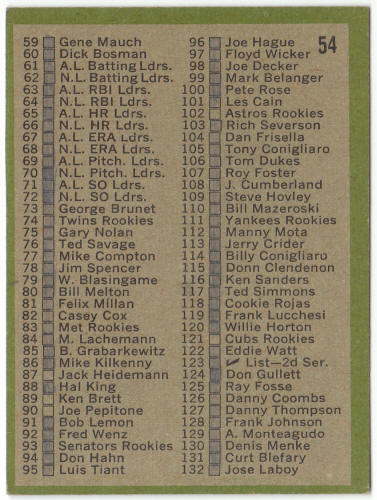 54
59 Gene Mauch
60 Dick Bosman
61 A.L. Batting Ldrs.
62 N.L. Batting Ldrs.
63 A.L. RBI Ldrs.
64 N.L. RBI Ldrs.
65 A.L. HR Ldrs.
66 N.L. HR Ldrs.
67 A.L. ERA Ldrs.
68 N.L. ERA Ldrs.
69 A.L. Pitch. Ldrs.
70 N.L. Pitch. Ldrs.
71 A.L. SO Ldrs.
72 N.L. SO Ldrs.
73 George Brunet
74 Twins Rookies
75 Gary Nolan
76 Ted Savage
77 Mike Compton
78 Jim Spencer
79 W. Blasingame
80 Bill Melton
81 Felix Millan
82 Casey Cox
83 Met Rookies
84 M. Lachemann
85 B. Grabarkewitz
86 Mike Kilkenny
87 Jack Heidemann
88 Hal King
89 Ken Brett
90 Joe Pepitone
91 Bob Lemon
92 Fred Wenz
93 Senators Rookies
94 Don Hahn
95 Luis Tiant
96 Joe Hague
97 Floyd Wicker
98 Joe Decker
99 Mark Belanger
100 Pete Rose
101 Les Cain
102 Astros Rookies
103 Rich Severson
104 Dan Frisella
105 Tony Conigliaro
106 Tom Dukes
107 Roy Foster
108 J. Cumberland
109 Steve Hovley
110 Bill Mazeroski
111 Yankees Rookies
112 Manny Mota
113 Jerry Crider
114 Billy Conigliaro
115 Donn Clendenon
116 Ken Sanders
117 Ted Simmons
118 Cookie Rojas
119 Frank Lucchesi
120 Willie Horton
121 Cubs Rookies
122 Eddie Watt
123 ✔ List—2d Ser.
124 Don Gullett
125 Ray Fosse
126 Danny Coombs
127 Danny Thompson
128 Frank Johnson
129 A. Monteagudo
130 Denis Menke
131 Curt Blefary
132 Jose Laboy